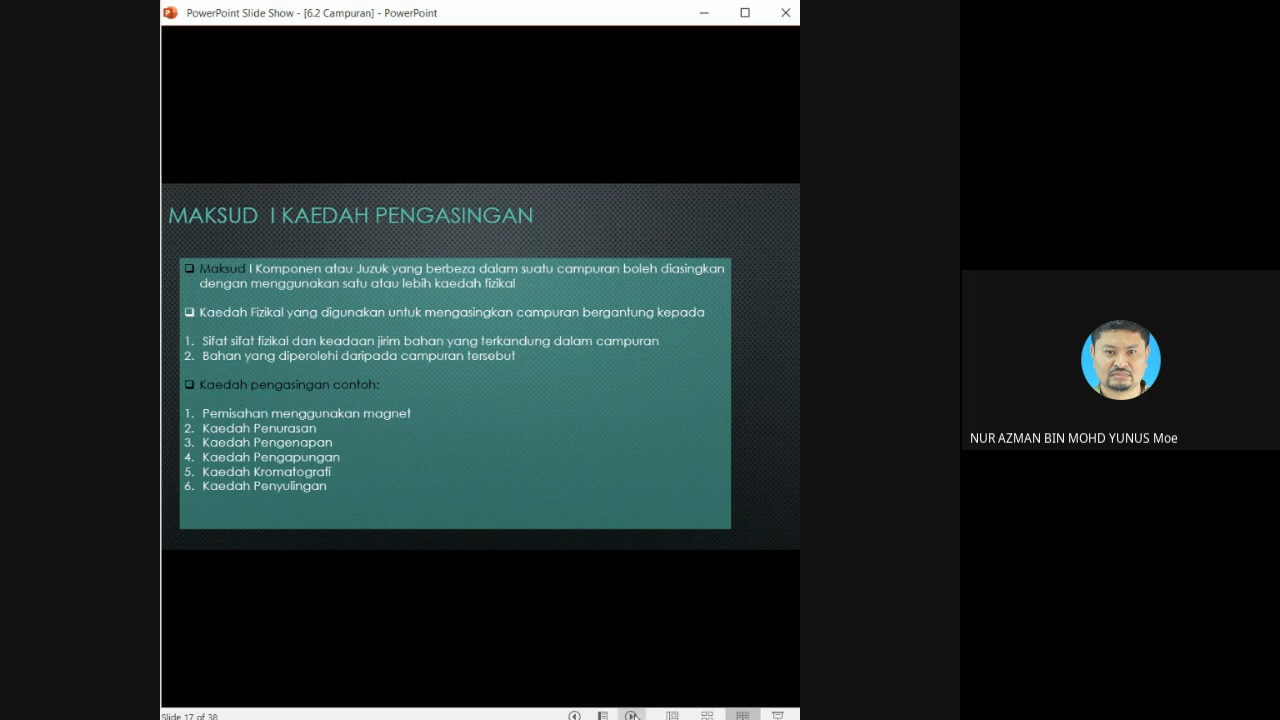 PowerPoint Slide Show - [6.2 Campuran] - PowerPoint
MAKSUD I KAEDAH PENGASINGAN
Maksud I Komponen atau Juzuk yang berbeza dalam suatu campuran boleh diasingkan
dengan menggunakan satu atau lebih kaedah fizikal
Kaedah Fizikal yang digunakan untuk mengasingkan campuran bergantung kepada
1. Sifat sifat fizikal dan keadaan jirim bahan yang terkandung dalam campuran
2. Bahan yang diperolehi daripada campuran tersebut
Kaedah pengasingan contoh:
1. Pemisahan menggunakan magnet
2. Kaedah Penurasan
3. Kaedah Pengenapan
4. Kaedah Pengapungan
5. Kaedah Kromatografi
6. Kaedah Penyulingan
NUR AZMAN BIN MOHD YUNUS Moe
Slide 17 of 38